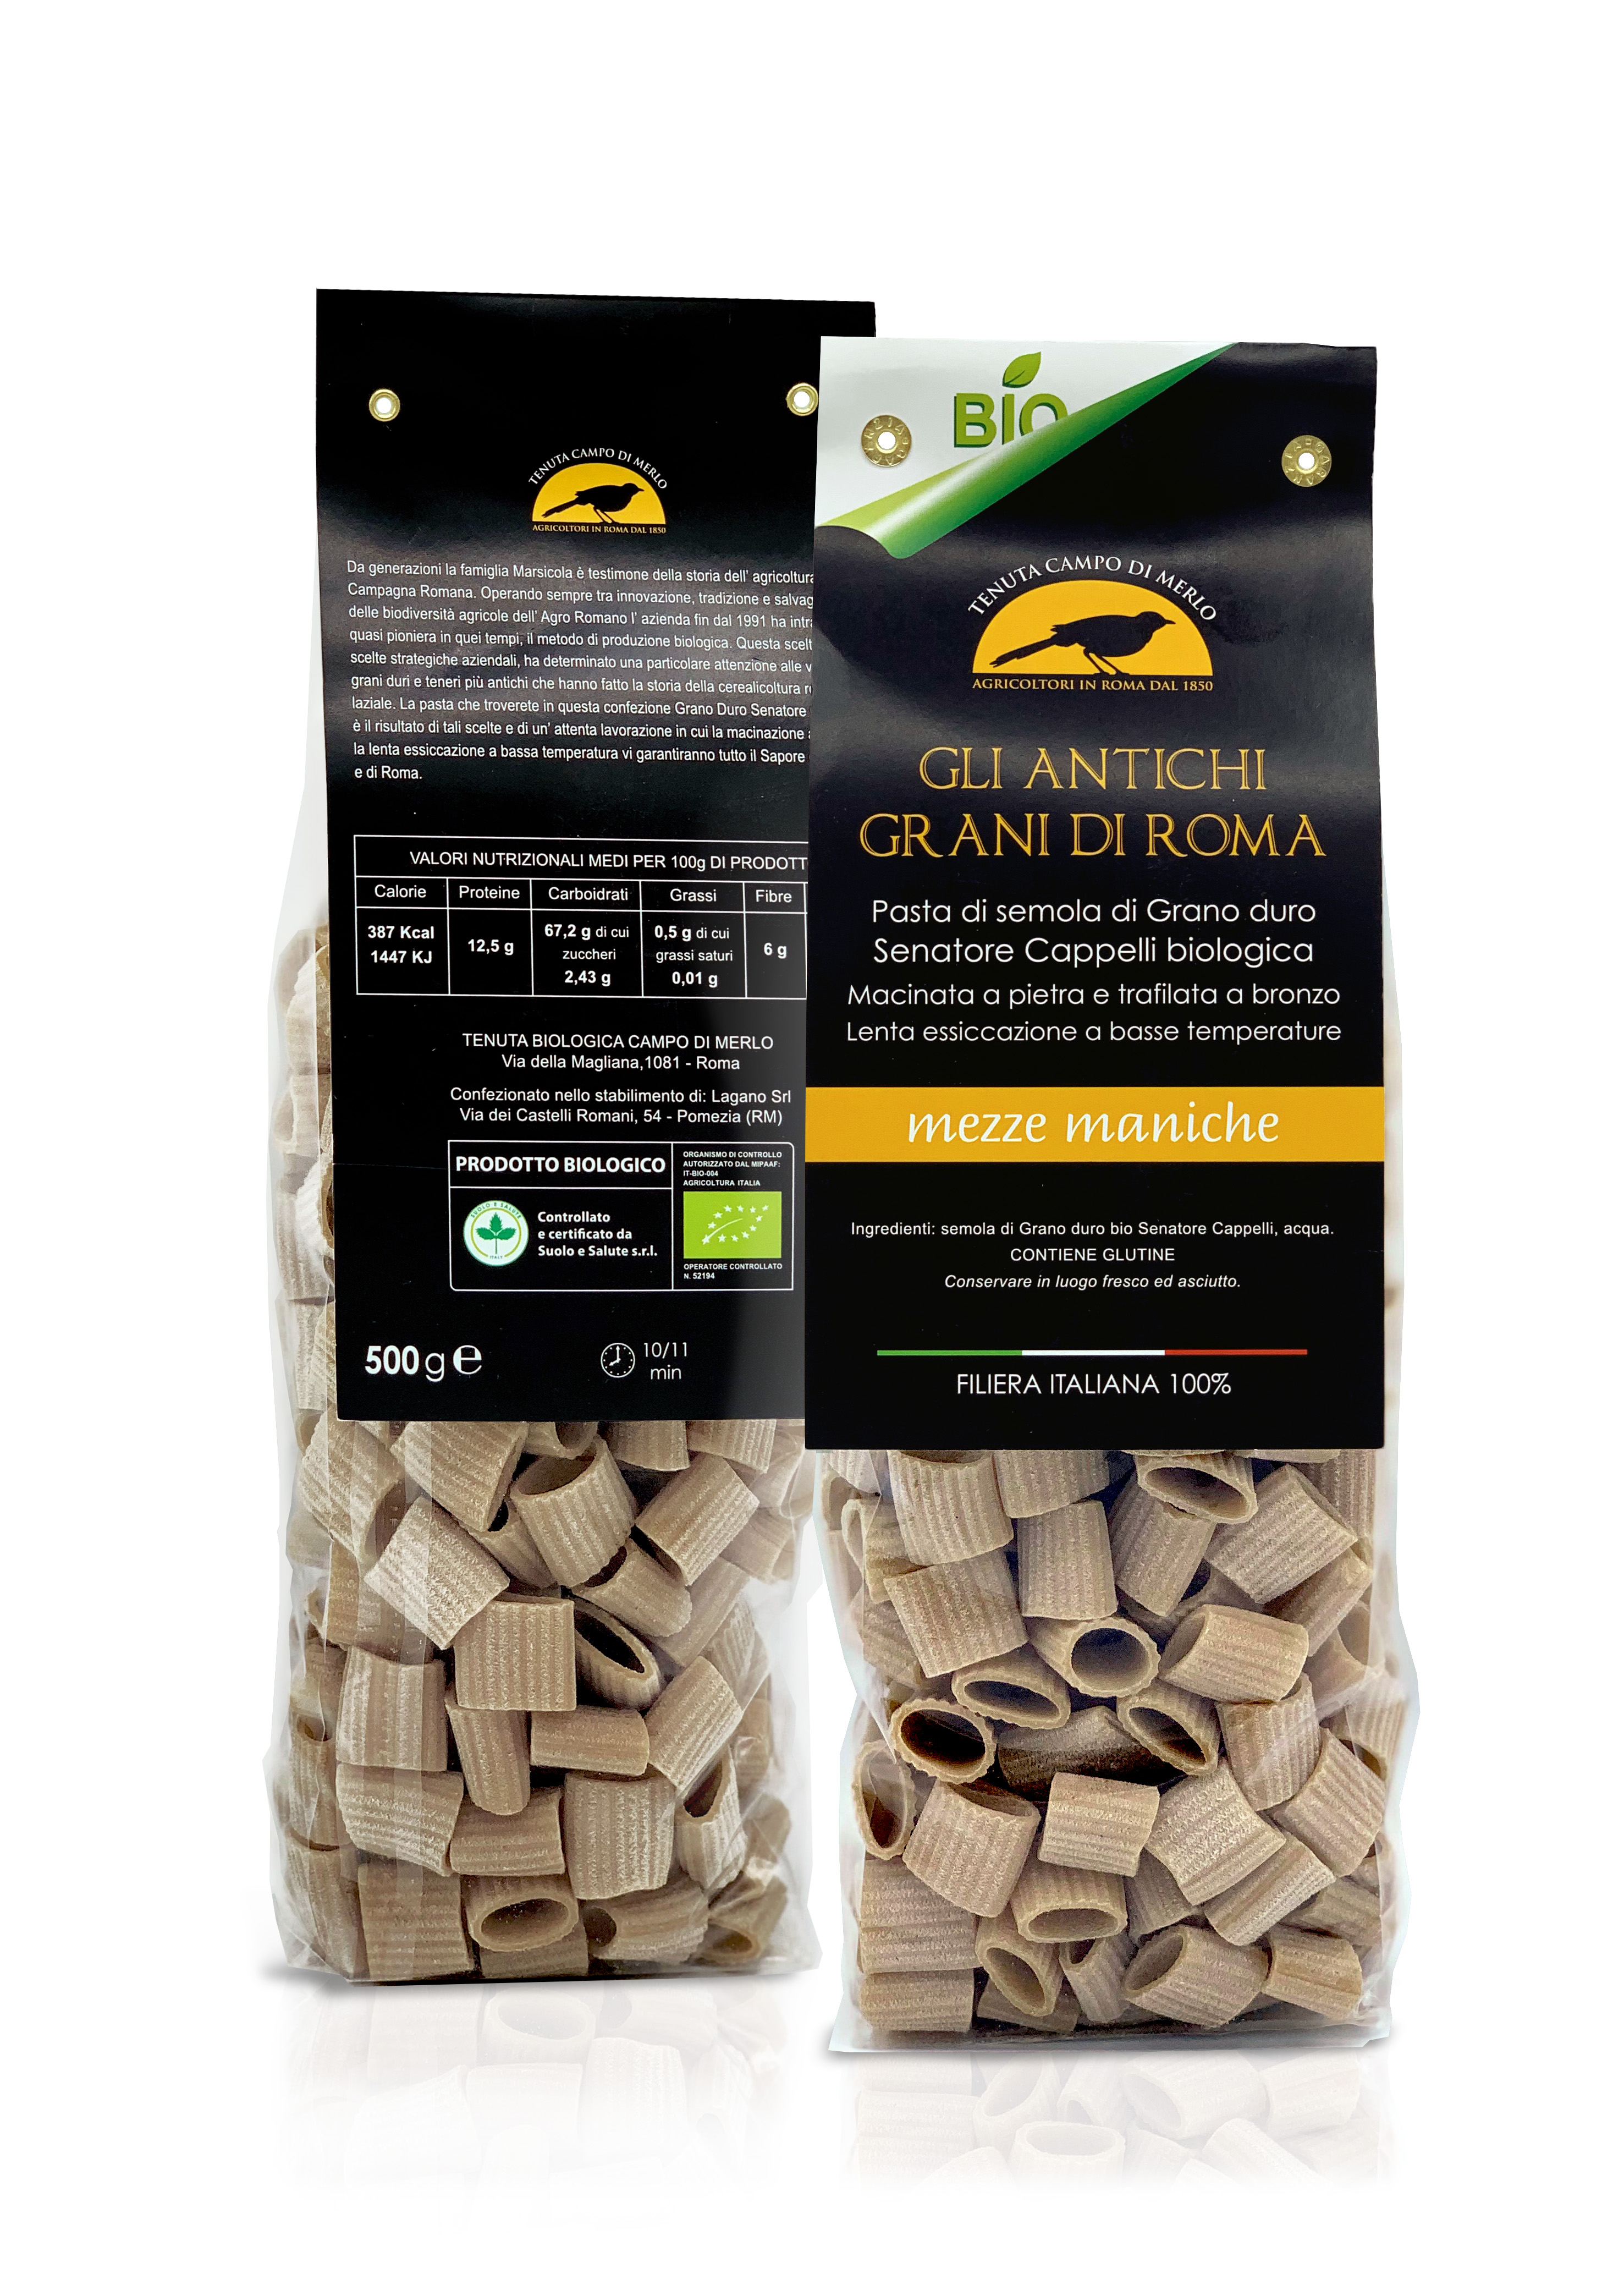 TENUTA CAMPO DI MERLO
AGRICOLTORI IN ROMA DAL 1850
Da generazioni la famiglia Marsicola è testimone della storia dell' agricoltura
Campagna Romana. Operando sempre tra innovazione, tradizione e
delle biodiversità agricole dell' Agro Romano l' azienda fin dal 1991 ha
quasi pioniera in quei tempi, il metodo di produzione biologica. Questa
scelte strategiche aziendali, ha determinato una particolare attenzione alle
grani duri e teneri più antichi che hanno fatto la storia della cerealicoltura
laziale. La pasta che troverete in questa confezione Grano Duro Senatore
è il risultato di tali scelte e di un' attenta lavorazione in cui la macinazione
la lenta essiccazione a bassa temperatura vi garantiranno tutto il Sapore
e di Roma.
VALORI NUTRIZIONALI MEDI PER 100g DI PRODOTT
Calorie Proteine Carboidrati Grassi Fibre
387 Kcal 67,2 g di cui 0,5 g di cui
1447 KJ 12,5 g zuccheri grassi saturi 6 g
2,43 g 0,01 g
TENUTA BIOLOGICA CAMPO DI MERLO
Via della Magliana,1081 - Roma
Confezionato nello stabilimento di: Lagano Srl
Via dei Castelli Romani, 54 - Pomezia (RM)
PRODOTTO BIOLOGICO
SUOLO E SALUTE
ITALY
Controllato
e certificato da
Suolo e Salute s.r.l.
ORGANISMO DI CONTROLLO
AUTORIZZATO DAL MIPAAF:
IT-BIO-004
AGRICOLTURA ITALIA
OPERATORE CONTROLLATO
N. 52194
500 g e
10/11
min
BIO
TENUTA CAMPO DI MERLO
AGRICOLTORI IN ROMA DAL 1850
GLI ANTICHI
GRANI DI ROMA
Pasta di semola di Grano duro
Senatore Cappelli biologica
Macinata a pietra e trafilata a bronzo
Lenta essiccazione a basse temperature
mezze maniche
Ingredienti: semola di Grano duro bio Senatore Cappelli, acqua.
CONTIENE GLUTINE
Conservare in luogo fresco ed asciutto.
FILIERA ITALIANA 100%